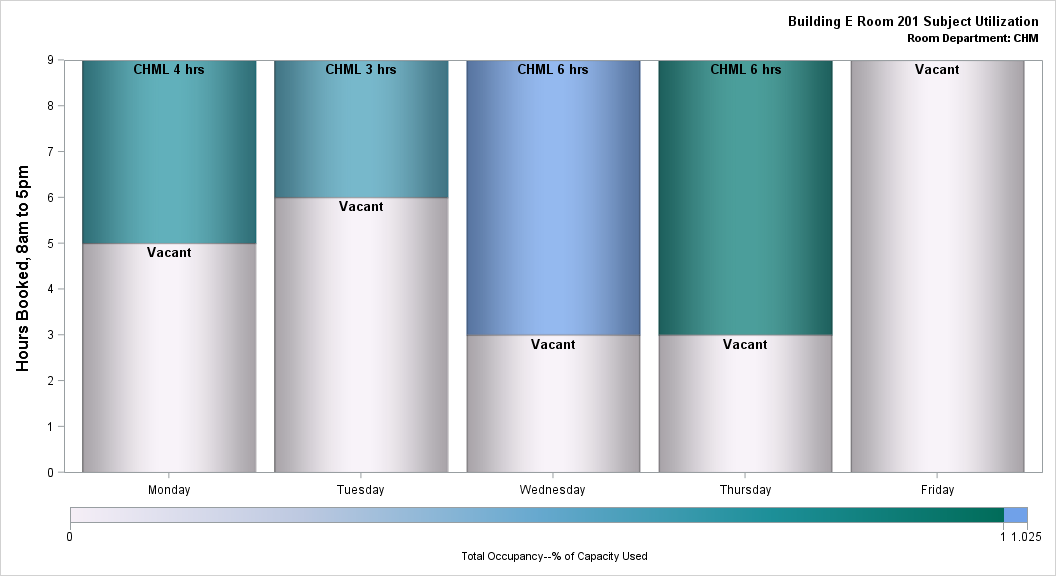 Building E Room 201 Subject Utilization
Room Department: CHM
Hours Booked, 8am to 5pm
9
8
7
6
5
4
3
2
1
0
CHML 4 hrs
Vacant
CHML 3 hrs
Vacant
CHML 6 hrs
Vacant
CHML 6 hrs
Vacant
Vacant
Monday Tuesday Wednesday Thursday Friday
0 1 1.025
Total Occupancy--% of Capacity Used